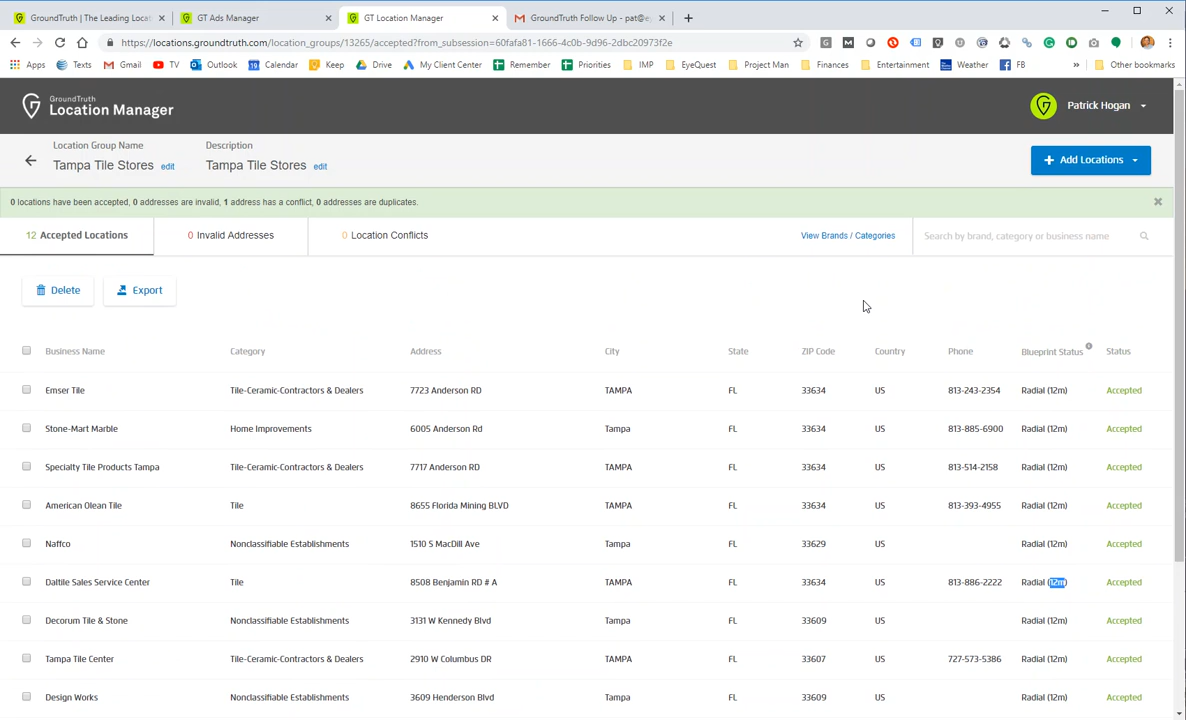 GroundTruth | The Leading Locat
GT Ads Manager
GT Location Manager
GroundTruth Follow Up - pat@e
https://locations.groundtruth.com/location_groups/13265/accepted?from_subsession=60fafa81-1666-4c0b-9d96-2dbc20973f2e
Apps Texts Gmail TV Outlook Calendar Keep Drive My Client Center Remember Priorities IMP EyeQuest Project Man Finances Entertainment Weather FB » Other bookmarks
GroundTruth
Location Manager
Patrick Hogan
Location Group Name Description
Tampa Tile Stores edit Tampa Tile Stores edit
+ Add Locations
0 locations have been accepted, 0 addresses are invalid, 1 address has a conflict, 0 addresses are duplicates.
12 Accepted Locations 0 Invalid Addresses 0 Location Conflicts View Brands / Categories Search by brand, category or business name
Delete Export
Business Name Category Address City State ZIP Code Country Phone Blueprint Status Status
Emser Tile Tile-Ceramic-Contractors & Dealers 7723 Anderson RD TAMPA FL 33634 US 813-243-2354 Radial (12m) Accepted
Stone-Mart Marble Home Improvements 6005 Anderson Rd Tampa FL 33634 US 813-885-6900 Radial (12m) Accepted
Specialty Tile Products Tampa Tile-Ceramic-Contractors & Dealers 7717 Anderson RD TAMPA FL 33634 US 813-514-2158 Radial (12m) Accepted
American Olean Tile Tile 8655 Florida Mining BLVD TAMPA FL 33634 US 813-393-4955 Radial (12m) Accepted
Naffco Nonclassifiable Establishments 1510 S MacDill Ave Tampa FL 33629 US Radial (12m) Accepted
Daltile Sales Service Center Tile 8508 Benjamin RD # A TAMPA FL 33634 US 813-886-2222 Radial (12m) Accepted
Decorum Tile & Stone Nonclassifiable Establishments 3131 W Kennedy Blvd Tampa FL 33609 US Radial (12m) Accepted
Tampa Tile Center Tile-Ceramic-Contractors & Dealers 2910 W Columbus DR TAMPA FL 33607 US 727-573-5386 Radial (12m) Accepted
Design Works Nonclassifiable Establishments 3609 Henderson Blvd Tampa FL 33609 US Radial (12m) Accepted